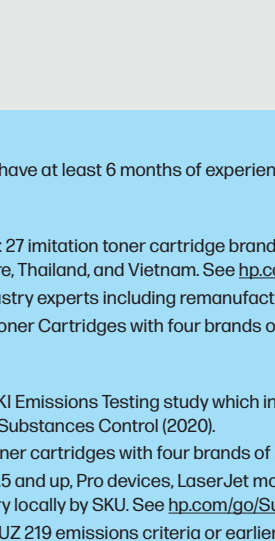 have at least 6 months of experien
: 27 imitation toner cartridge brand
re, Thailand, and Vietnam. See hp.c
ustry experts including remanufact
oner Cartridges with four brands o
KI Emissions Testing study which in
Substances Control (2020).
ner cartridges with four brands of
.5 and up, Pro devices, LaserJet mo
ry locally by SKU. See hp.com/go/Su
UZ 219 emissions criteria or earlier